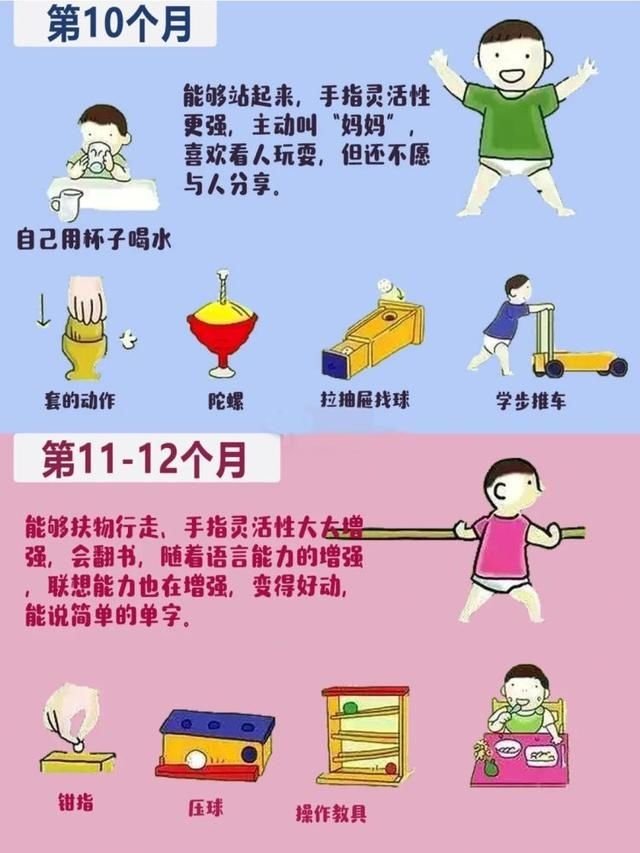 第10个月
能够站起来，手指灵活性
更强，主动叫“妈妈”，
喜欢看人玩耍，但还不愿
与人分享。
自己用杯子喝水
套的动作
陀螺
拉抽屉找球
学步推车
第11-12个月
能够扶物行走、手指灵活性大大增
强，会翻书，随着语言能力的增强
，联想能力也在增强，变得好动，
能说简单的单字。
钳指
压球
操作教具